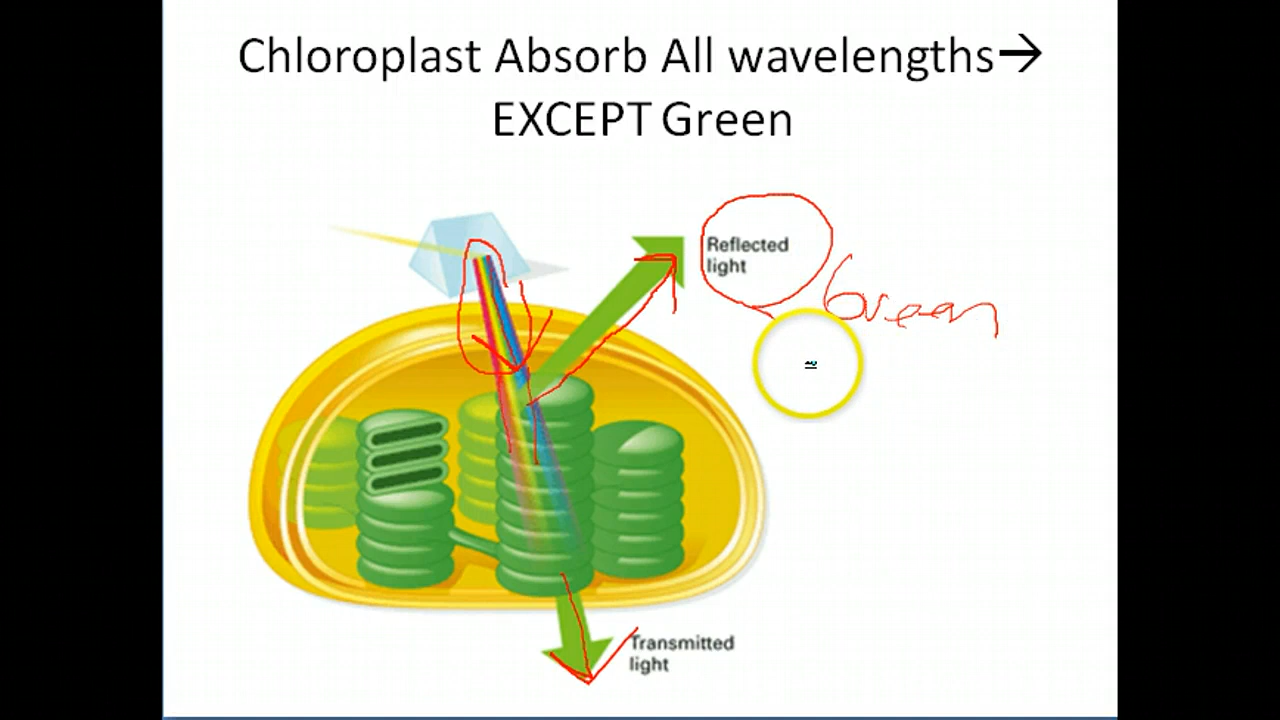 Chloroplast Absorb All wavelengths→
EXCEPT Green
Reflected
light
Green
Transmitted
light